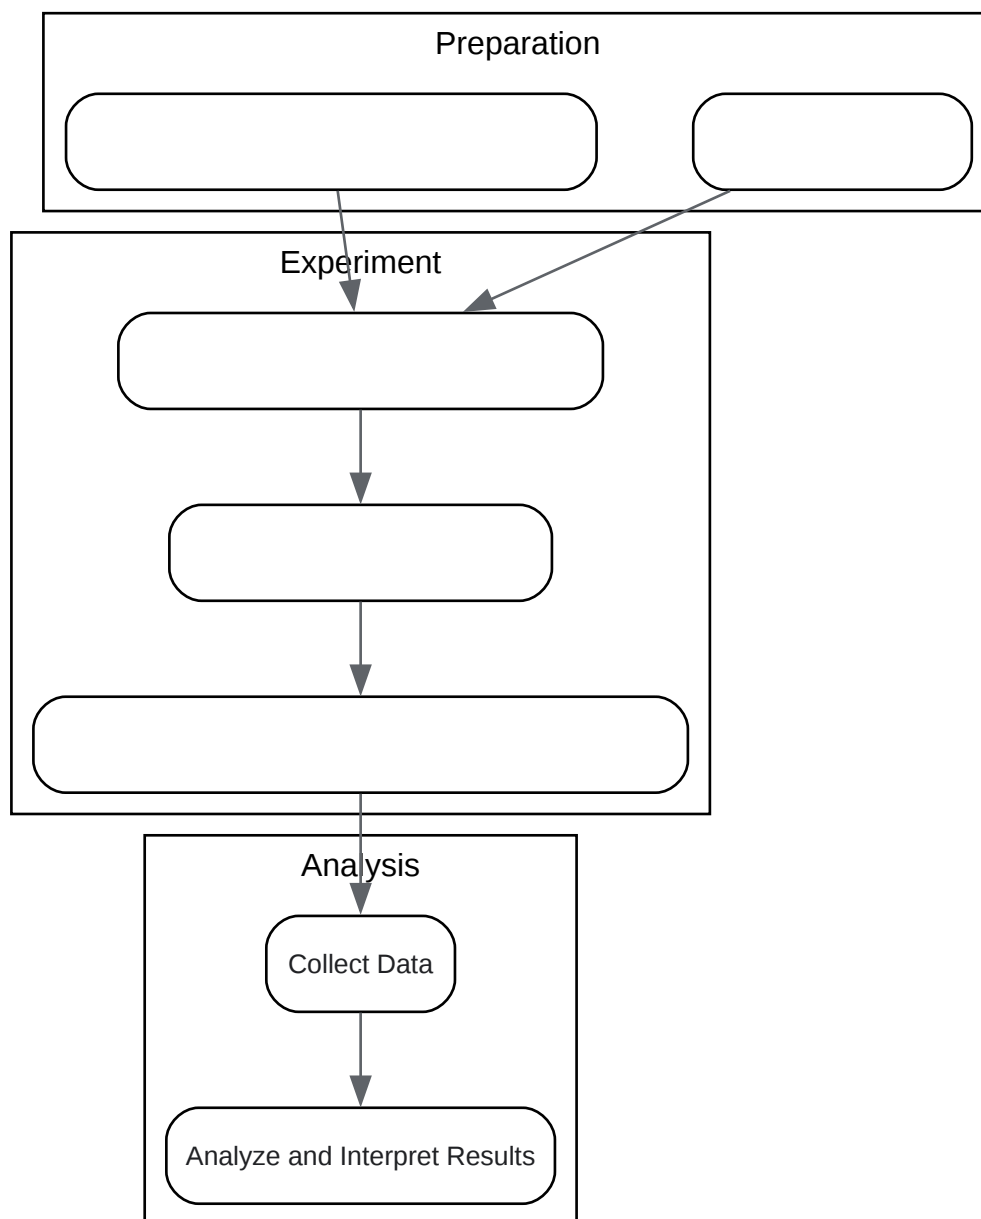 Preparation
Experiment
Analysis
Collect Data
Analyze and Interpret Results